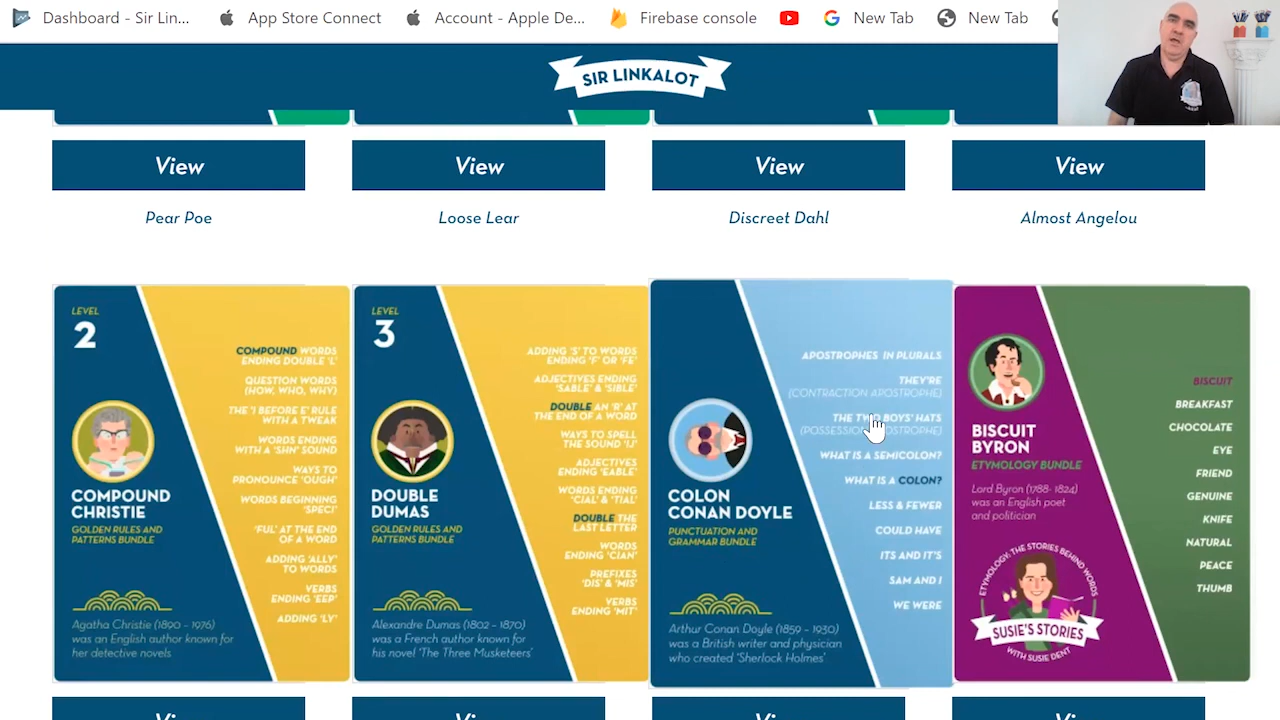 Dashboard - Sir Lin...
App Store Connect
Account - Apple De...
Firebase console
New Tab
New Tab
SIR LINKALOT
View
View
View
View
Pear Poe
Loose Lear
Discreet Dahl
Almost Angelou
LEVEL
2
COMPOUND WORDS
ENDING DOUBLE 'L'
QUESTION WORDS
(HOW, WHO, WHY)
THE 'I BEFORE E' RULE
WITH A TWEAK
WORDS ENDING
WITH A 'SHN' SOUND
WAYS TO
PRONOUNCE 'OUGH'
WORDS BEGINNING
'SPECI'
'FUL' AT THE END
OF A WORD
ADDING 'ALLY'
TO WORDS
VERBS
ENDING 'EEP'
ADDING 'LY'
COMPOUND
CHRISTIE
GOLDEN RULES AND
PATTERNS BUNDLE
Agatha Christie (1890 - 1976)
was an English author known for
her detective novels
LEVEL
3
ADDING 'S' TO WORDS
ENDING 'F' OR 'FE'
ADJECTIVES ENDING
'SABLE' & 'SIBLE'
DOUBLE AN 'R' AT
THE END OF A WORD
WAYS TO SPELL
THE SOUND 'IJ'
ADJECTIVES
ENDING 'EABLE'
WORDS ENDING
'CIAL' & 'TIAL'
DOUBLE THE
LAST LETTER
WORDS
ENDING 'CIAN'
PREFIXES
'DIS' & 'MIS'
VERBS
ENDING 'MIT'
DOUBLE
DUMAS
GOLDEN RULES AND
PATTERNS BUNDLE
Alexandre Dumas (1802 - 1870)
was a French author known for
his novel 'The Three Musketeers'
APOSTROPHES IN PLURALS
THEY'RE
(CONTRACTION APOSTROPHE)
THE TWO BOYS' HATS
(POSSESSION APOSTROPHE)
WHAT IS A SEMICOLON?
WHAT IS A COLON?
LESS & FEWER
COULD HAVE
ITS AND IT'S
SAM AND I
WE WERE
COLON
CONAN DOYLE
PUNCTUATION AND
GRAMMAR BUNDLE
Arthur Conan Doyle (1859 - 1930)
was a British writer and physician
who created 'Sherlock Holmes'
BISCUIT
BREAKFAST
CHOCOLATE
EYE
FRIEND
GENUINE
KNIFE
NATURAL
PEACE
THUMB
BISCUIT
BYRON
ETYMOLOGY BUNDLE
Lord Byron (1788- 1824)
was an English poet
and politician
ETYMOLOGY: THE STORIES BEHIND WORDS
SUSIE'S STORIES
WITH SUSIE DENT